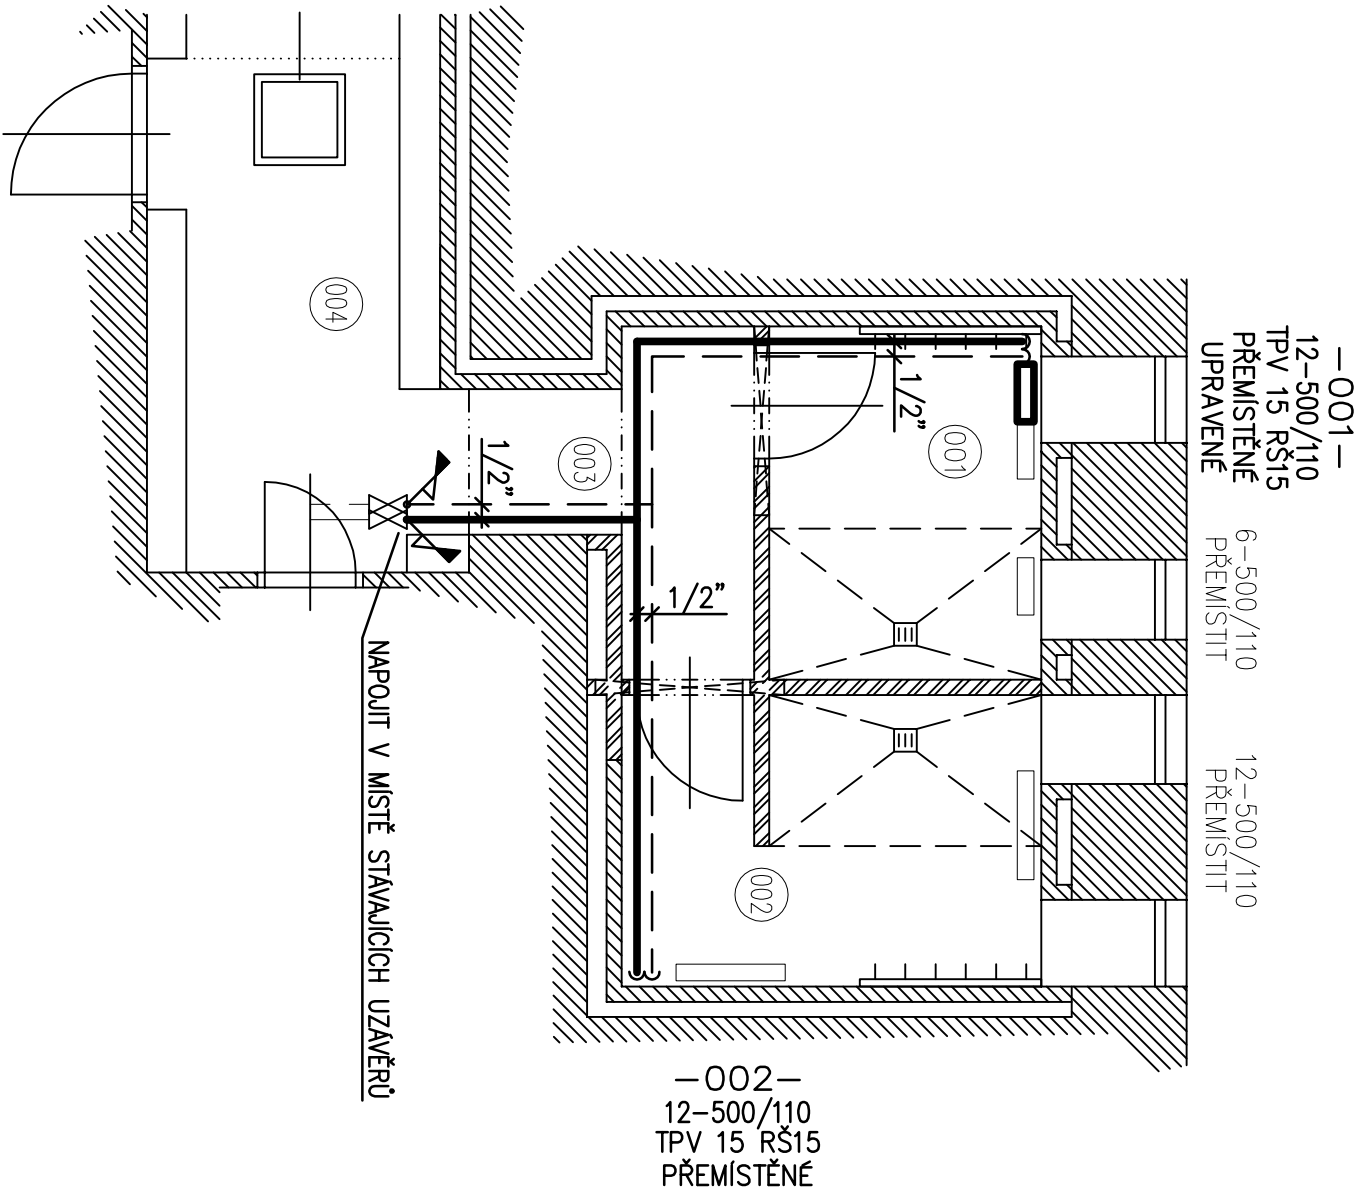 -001-
12-500/110
TPV 15 RŠ15
PŘEMÍSTĚNÉ
UPRAVENÉ
6-500/110
PŘEMÍSTIT
12-500/110
PŘEMÍSTIT
004
003
001
002
1/2"
1/2"
1/2"
NAPOJIT V MÍSTĚ STÁVAJÍCÍCH UZÁVĚRŮ
-002-
12-500/110
TPV 15 RŠ15
PŘEMÍSTĚNÉ